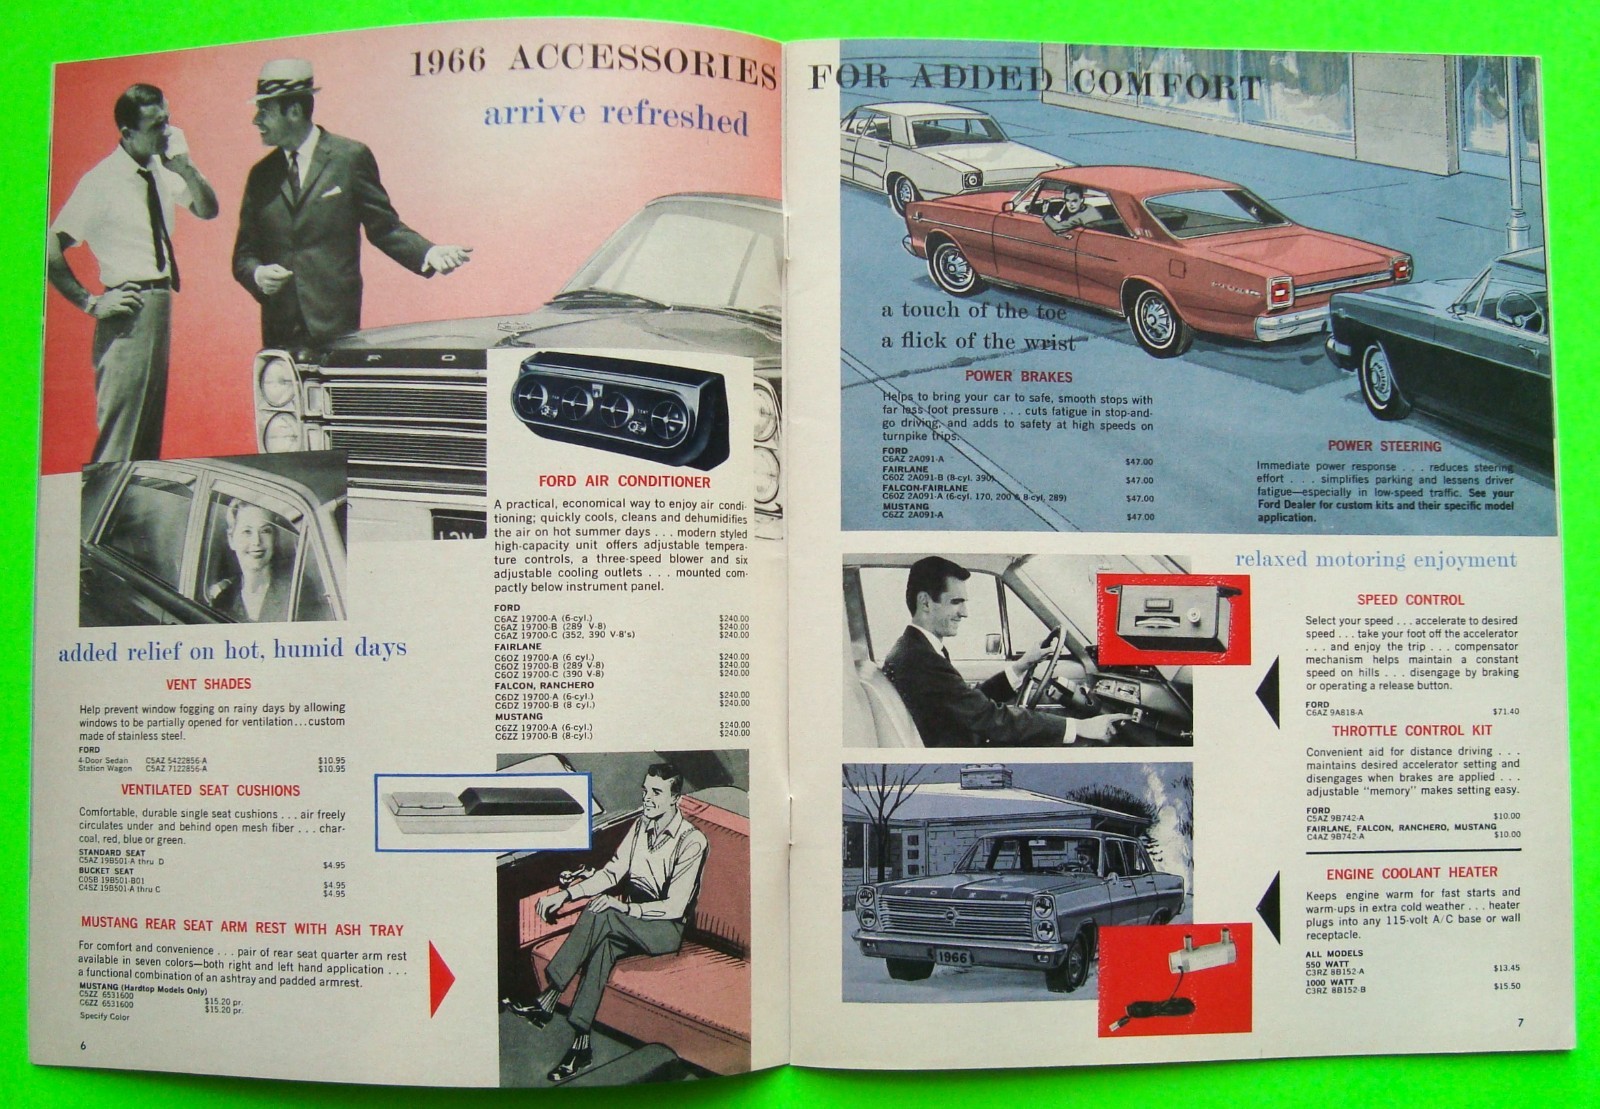 1966 ACCESSORIES FOR ADDED COMFORT
arrive refreshed
F O
FORD AIR CONDITIONER
A practical, economical way to enjoy air condi-
tioning; quickly cools, cleans and dehumidifies
the air on hot summer days . . . modern styled
high-capacity unit offers adjustable tempera-
ture controls, a three-speed blower and six
adjustable cooling outlets . . . mounted com-
pactly below instrument panel.
FORD
C6AZ 19700-A (6-cyl.) $240.00
C6AZ 19700-B (289 V-8) $240.00
C6AZ 19700-C (352, 390 V-8's) $240.00
FAIRLANE
C6OZ 19700-A (6 cyl.) $240.00
C6OZ 19700-B (289 V-8) $240.00
C6OZ 19700-C (390 V-8) $240.00
FALCON, RANCHERO
C6DZ 19700-A (6-cyl.) $240.00
C6DZ 19700-B (8 cyl.) $240.00
MUSTANG
C6ZZ 19700-A (6-cyl.) $240.00
C6ZZ 19700-B (8-cyl.) $240.00
added relief on hot, humid days
VENT SHADES
Help prevent window fogging on rainy days by allowing
windows to be partially opened for ventilation...custom
made of stainless steel.
FORD
4-Door Sedan C5AZ 5422856-A $10.95
Station Wagon C5AZ 7122856-A $10.95
VENTILATED SEAT CUSHIONS
Comfortable, durable single seat cushions . . . air freely
circulates under and behind open mesh fiber . . . char-
coal, red, blue or green.
STANDARD SEAT
C5AZ 19B501-A thru D $4.95
BUCKET SEAT
C0SB 19B501-B01 $4.95
C4SZ 19B501-A thru C $4.95
MUSTANG REAR SEAT ARM REST WITH ASH TRAY
For comfort and convenience . . . pair of rear seat quarter arm rest
available in seven colors—both right and left hand application . . .
a functional combination of an ashtray and padded armrest.
MUSTANG (Hardtop Models Only)
C5ZZ 6531600 $15.20 pr.
C6ZZ 6531600 $15.20 pr.
Specify Color
6
a touch of the toe
a flick of the wrist
POWER BRAKES
Helps to bring your car to safe, smooth stops with
far less foot pressure . . . cuts fatigue in stop-and-
go driving, and adds to safety at high speeds on
turnpike trips.
FORD
C6AZ 2A091-A $47.00
FAIRLANE
C6OZ 2A091-B (8-cyl. 390) $47.00
FALCON-FAIRLANE
C6OZ 2A091-A (6-cyl. 170, 200 & 8-cyl. 289) $47.00
MUSTANG
C6ZZ 2A091-A $47.00
POWER STEERING
Immediate power response . . . reduces steering
effort . . . . simplifies parking and lessens driver
fatigue—especially in low-speed traffic. See your
Ford Dealer for custom kits and their specific model
application.
relaxed motoring enjoyment
SPEED CONTROL
Select your speed . . . accelerate to desired
speed . . . take your foot off the accelerator
. . . . and enjoy the trip . . . compensator
mechanism helps maintain a constant
speed on hills . . . disengage by braking
or operating a release button.
FORD
C6AZ 9A818-A $71.40
THROTTLE CONTROL KIT
Convenient aid for distance driving . . .
maintains desired accelerator setting and
disengages when brakes are applied . . .
adjustable "memory" makes setting easy.
FORD
C5AZ 9B742-A $10.00
FAIRLANE, FALCON, RANCHERO, MUSTANG
C4AZ 9B742-A $10.00
FORD
1966
ENGINE COOLANT HEATER
Keeps engine warm for fast starts and
warm-ups in extra cold weather . . . heater
plugs into any 115-volt A/C base or wall
receptacle.
ALL MODELS
550 WATT
C3RZ 8B152-A $13.45
1000 WATT
C3RZ 8B152-B $15.50
7